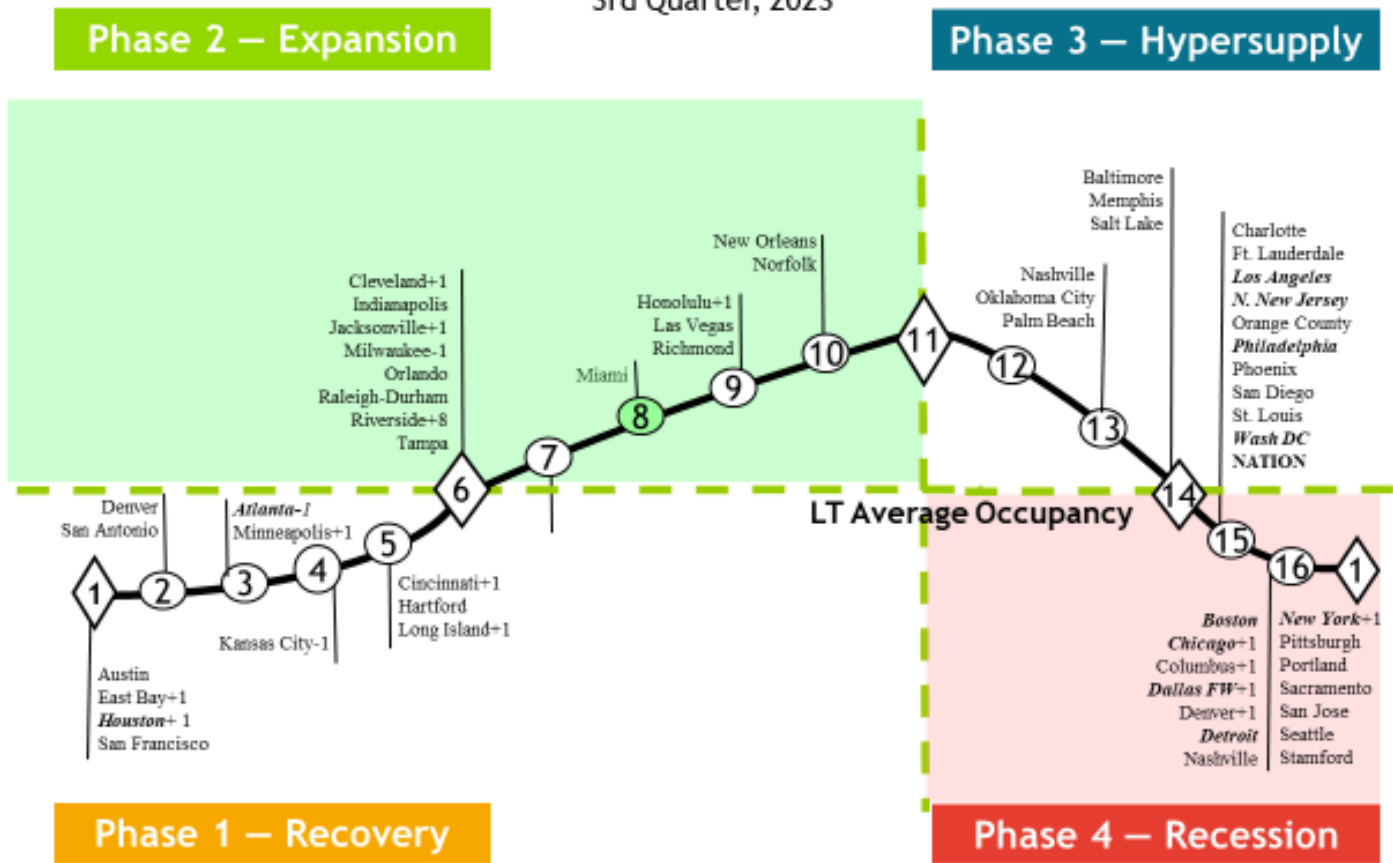 3rd Quarter, 2023
Phase 2 — Expansion
Phase 3 — Hypersupply
Baltimore
Memphis
Salt Lake
Charlotte
Ft. Lauderdale
Los Angeles
N. New Jersey
Orange County
Philadelphia
Phoenix
San Diego
St. Louis
Wash DC
NATION
New Orleans
Norfolk
Nashville
Oklahoma City
Palm Beach
Cleveland+1
Indianapolis
Jacksonville+1
Milwaukee-1
Orlando
Raleigh-Durham
Riverside+8
Tampa
Honolulu+1
Las Vegas
Richmond
Miami
11
10
12
9
8
13
7
6
14
LT Average Occupancy
Denver
San Antonio
Atlanta-1
Minneapolis+1
5
15
4
16
1
3
2
1
Cincinnati+1
Hartford
Long Island+1
Kansas City-1
Austin
East Bay+1
Houston+ 1
San Francisco
Boston
Chicago+1
Columbus+1
Dallas FW+1
Denver+1
Detroit
Nashville
New York+1
Pittsburgh
Portland
Sacramento
San Jose
Seattle
Stamford
Phase 1 — Recovery
Phase 4 — Recession